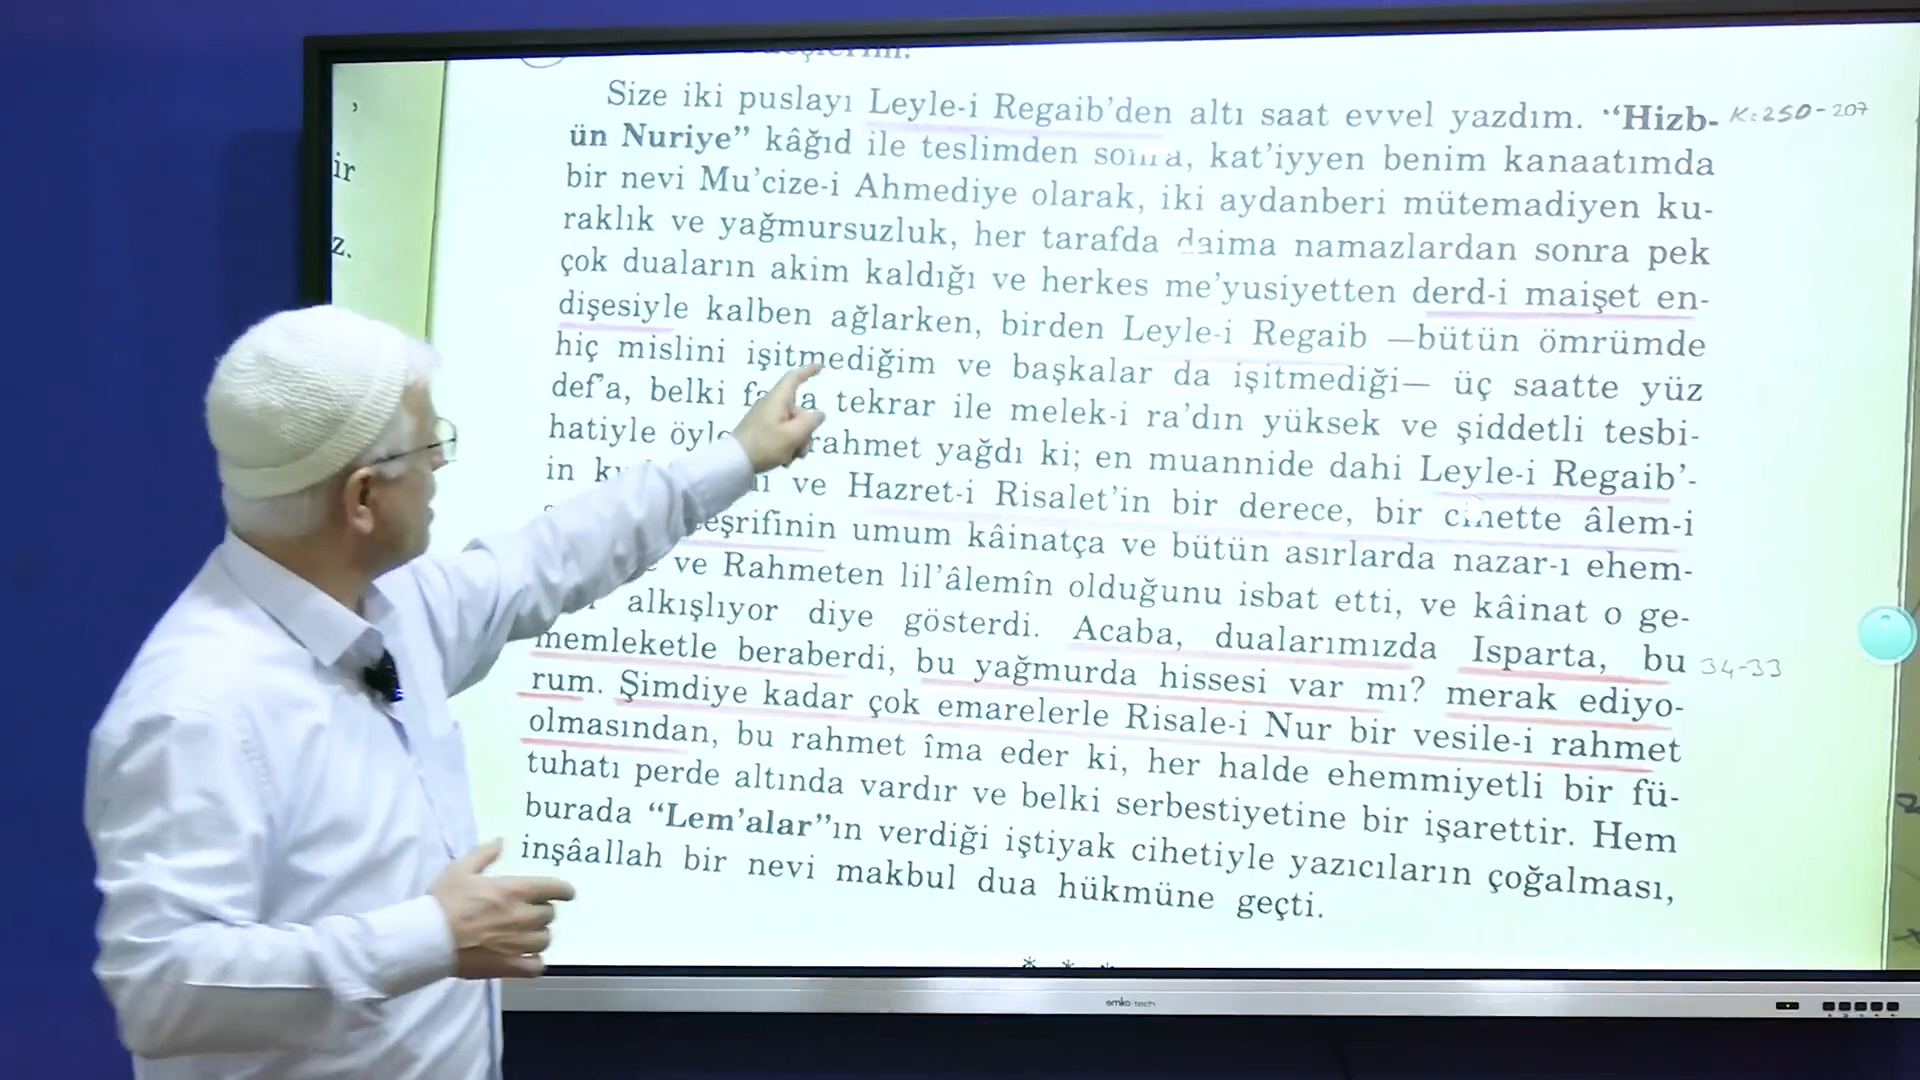 Size iki puslayı Leyle-i Regaib'den altı saat evvel yazdım. “Hizb- K:250-207
ün Nuriye” kâğıd ile teslimden sonra, kat'iyyen benim kanaatımda
bir nevi Mu'cize-i Ahmediye olarak, iki aydanberi mütemadiyen ku-
raklık ve yağmursuzluk, her tarafda daima namazlardan sonra pek
çok duaların akim kaldığı ve herkes me'yusiyetten derd-i maişet en-
dişesiyle kalben ağlarken, birden Leyle-i Regaib —bütün ömrümde
hiç mislini işitmediğim ve başkalar da işitmediği— üç saatte yüz
def'a, belki tekrar ile melek-i ra'dın yüksek ve şiddetli tesbi-
hatiyle rahmet yağdı ki; en muannide dahi Leyle-i Regaib'-
in ve Hazret-i Risalet'in bir derece, bir cihette âlem-i
teşrifinin umum kâinatça ve bütün asırlarda nazar-ı ehem-
ve Rahmeten lil'âlemîn olduğunu isbat etti, ve kâinat o ge-
alkışlıyor diye gösterdi. Acaba, dualarımızda Isparta, bu 34-33
memleketle beraberdi, bu yağmurda hissesi var mı? merak ediyo-
rum. Şimdiye kadar çok emarelerle Risale-i Nur bir vesile-i rahmet
olmasından, bu rahmet îma eder ki, her halde ehemmiyetli bir fü-
tuhatı perde altında vardır ve belki serbestiyetine bir işarettir. Hem
burada “Lem'alar”ın verdiği iştiyak cihetiyle yazıcıların çoğalması,
inşâallah bir nevi makbul dua hükmüne geçti.
* * *
ir
z.
emko tech